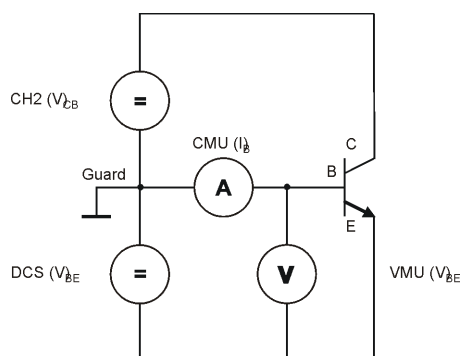 CH2 (V)CB
CMU (I)B
Guard
A
C
B
E
DCS (V)BE
V
VMU (V)BE